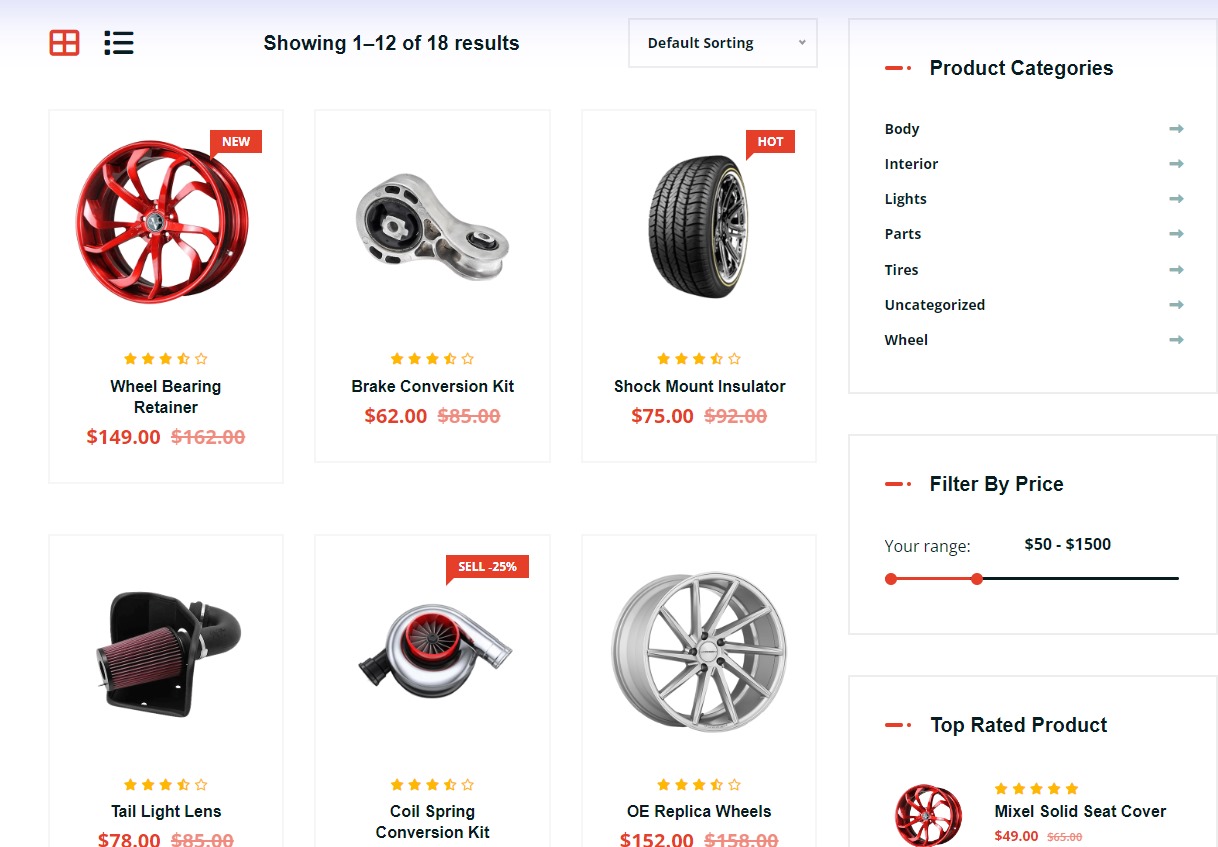 Showing 1–12 of 18 results
Default Sorting
NEW
HOT
Wheel Bearing
Retainer
$149.00 $162.00
Brake Conversion Kit
$62.00 $85.00
Shock Mount Insulator
$75.00 $92.00
SELL -25%
Tail Light Lens
$78.00 $85.00
Coil Spring
Conversion Kit
OE Replica Wheels
$152.00 $158.00
Product Categories
Body
Interior
Lights
Parts
Tires
Uncategorized
Wheel
Filter By Price
Your range: $50 - $1500
Top Rated Product
Mixel Solid Seat Cover
$49.00 $65.00